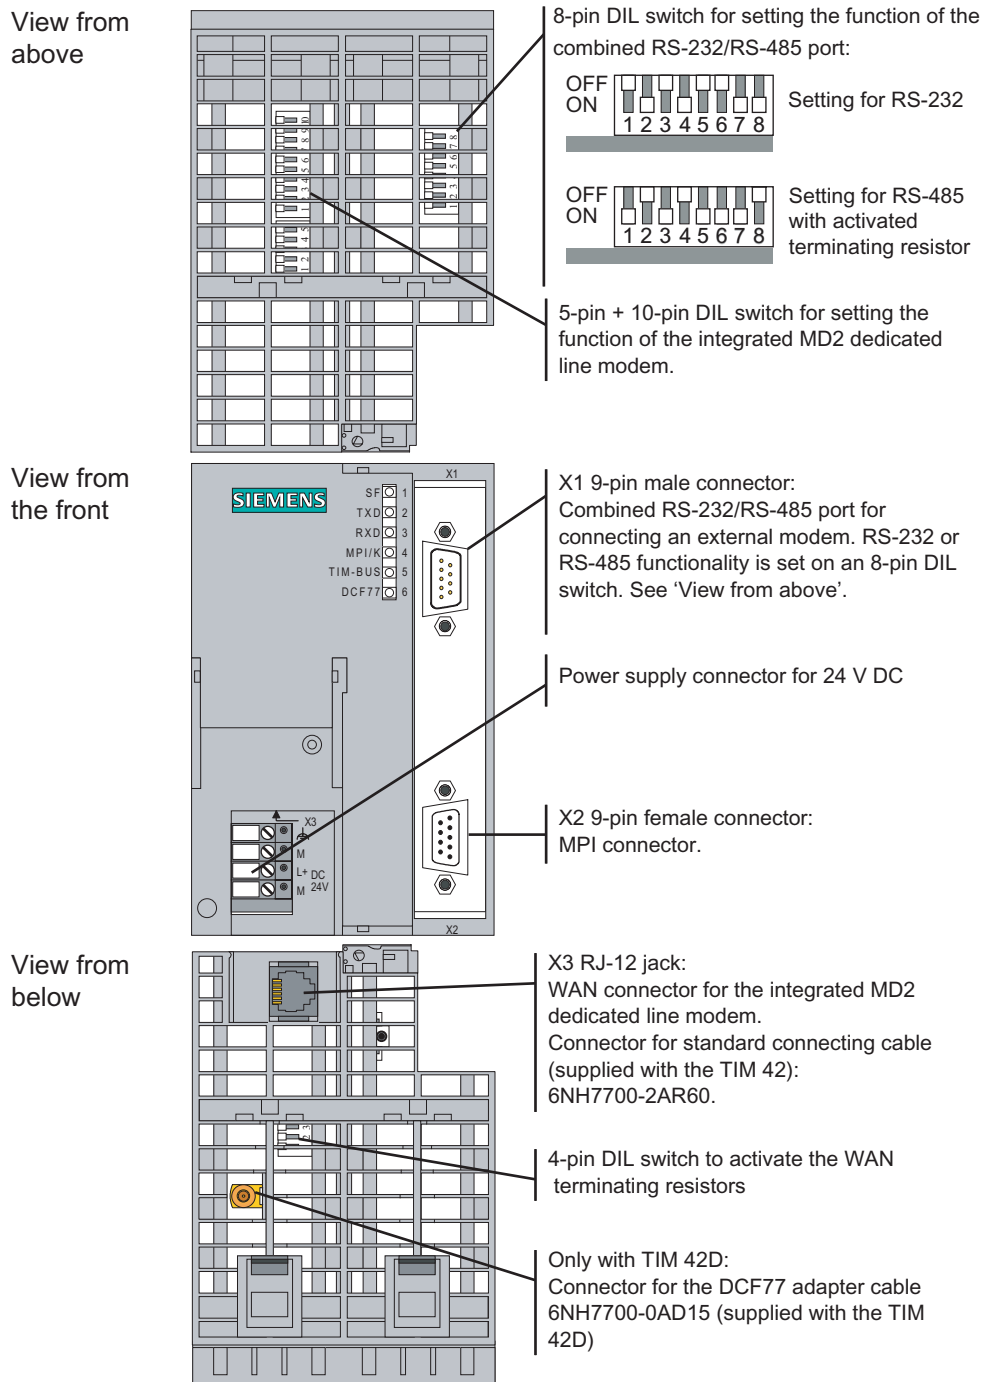 View from
above
8-pin DIL switch for setting the function of the
combined RS-232/RS-485 port:
OFF
ON
1 2 3 4 5 6 7 8
Setting for RS-232
OFF
ON
1 2 3 4 5 6 7 8
Setting for RS-485
with activated
terminating resistor
5-pin + 10-pin DIL switch for setting the
function of the integrated MD2 dedicated
line modem.
View from
the front
SIEMENS
SF 1
TXD 2
RXD 3
MPI/K 4
TIM-BUS 5
DCF77 6
X1
X1 9-pin male connector:
Combined RS-232/RS-485 port for
connecting an external modem. RS-232 or
RS-485 functionality is set on an 8-pin DIL
switch. See ‘View from above’.
Power supply connector for 24 V DC
X3
M
L+ DC
M 24V
X2 9-pin female connector:
MPI connector.
X2
View from
below
X3 RJ-12 jack:
WAN connector for the integrated MD2
dedicated line modem.
Connector for standard connecting cable
(supplied with the TIM 42):
6NH7700-2AR60.
4-pin DIL switch to activate the WAN
terminating resistors
Only with TIM 42D:
Connector for the DCF77 adapter cable
6NH7700-0AD15 (supplied with the TIM
42D)